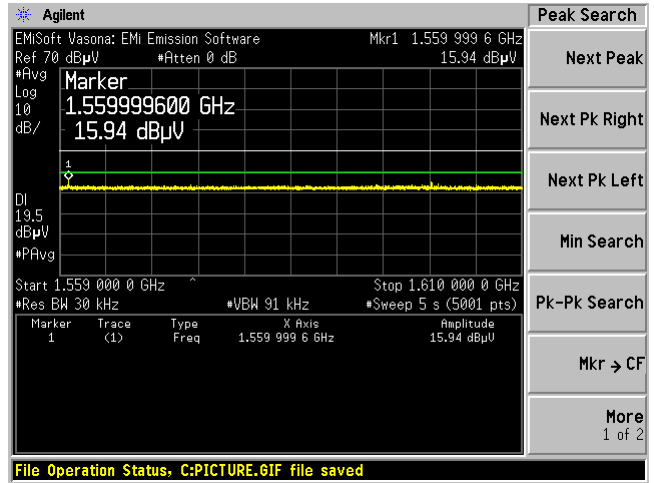 Agilent
Peak Search
EMiSoft Vasona: EMi Emission Software
Mkr1 1.559 999 6 GHz
Ref 70 dBµV
#Atten 0 dB
15.94 dBµV
#Avg
Log
10
dB/
Marker
1.559999600 GHz
15.94 dBµV
1
DI
19.5
dBµV
#PAvg
Start 1.559 000 0 GHz ^
Stop 1.610 000 0 GHz
#Res BW 30 kHz
#VBW 91 kHz
#Sweep 5 s (5001 pts)
Marker Trace Type X Axis Amplitude
1 (1) Freq 1.559 999 6 GHz 15.94 dBµV
Next Peak
Next Pk Right
Next Pk Left
Min Search
Pk-Pk Search
Mkr → CF
More
1 of 2
File Operation Status, C:PICTURE.GIF file saved